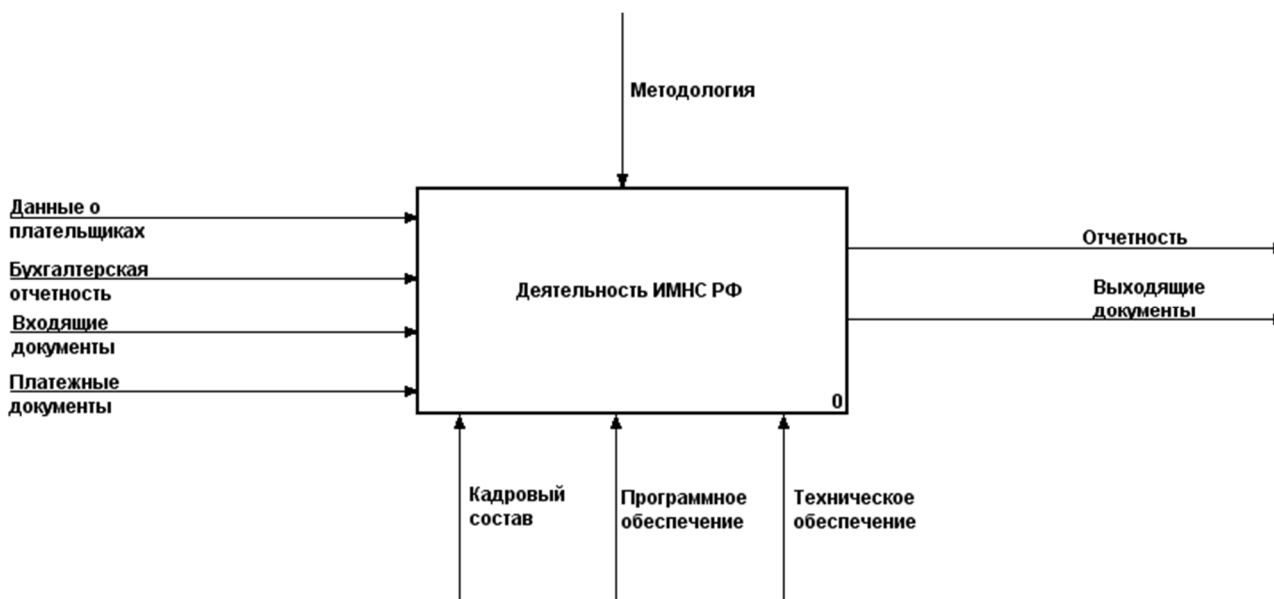 Методология
Данные о
плательщиках
Бухгалтерская
отчетность
Входящие
документы
Платежные
документы
Деятельность ИМНС РФ
0
Отчетность
Выходящие
документы
Кадровый
состав
Программное
обеспечение
Техническое
обеспечение